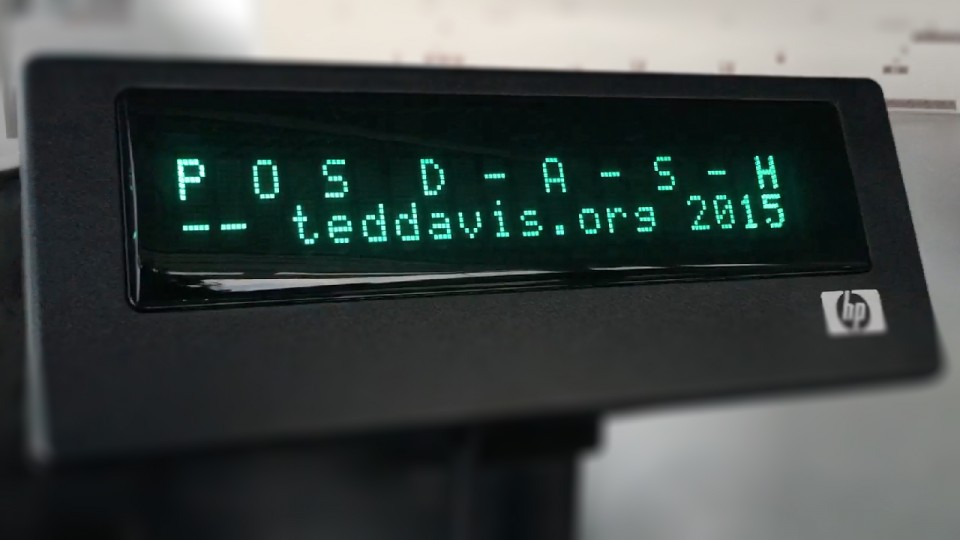 P O S  D - A - S - H
-- teddavis.org 2015
hp